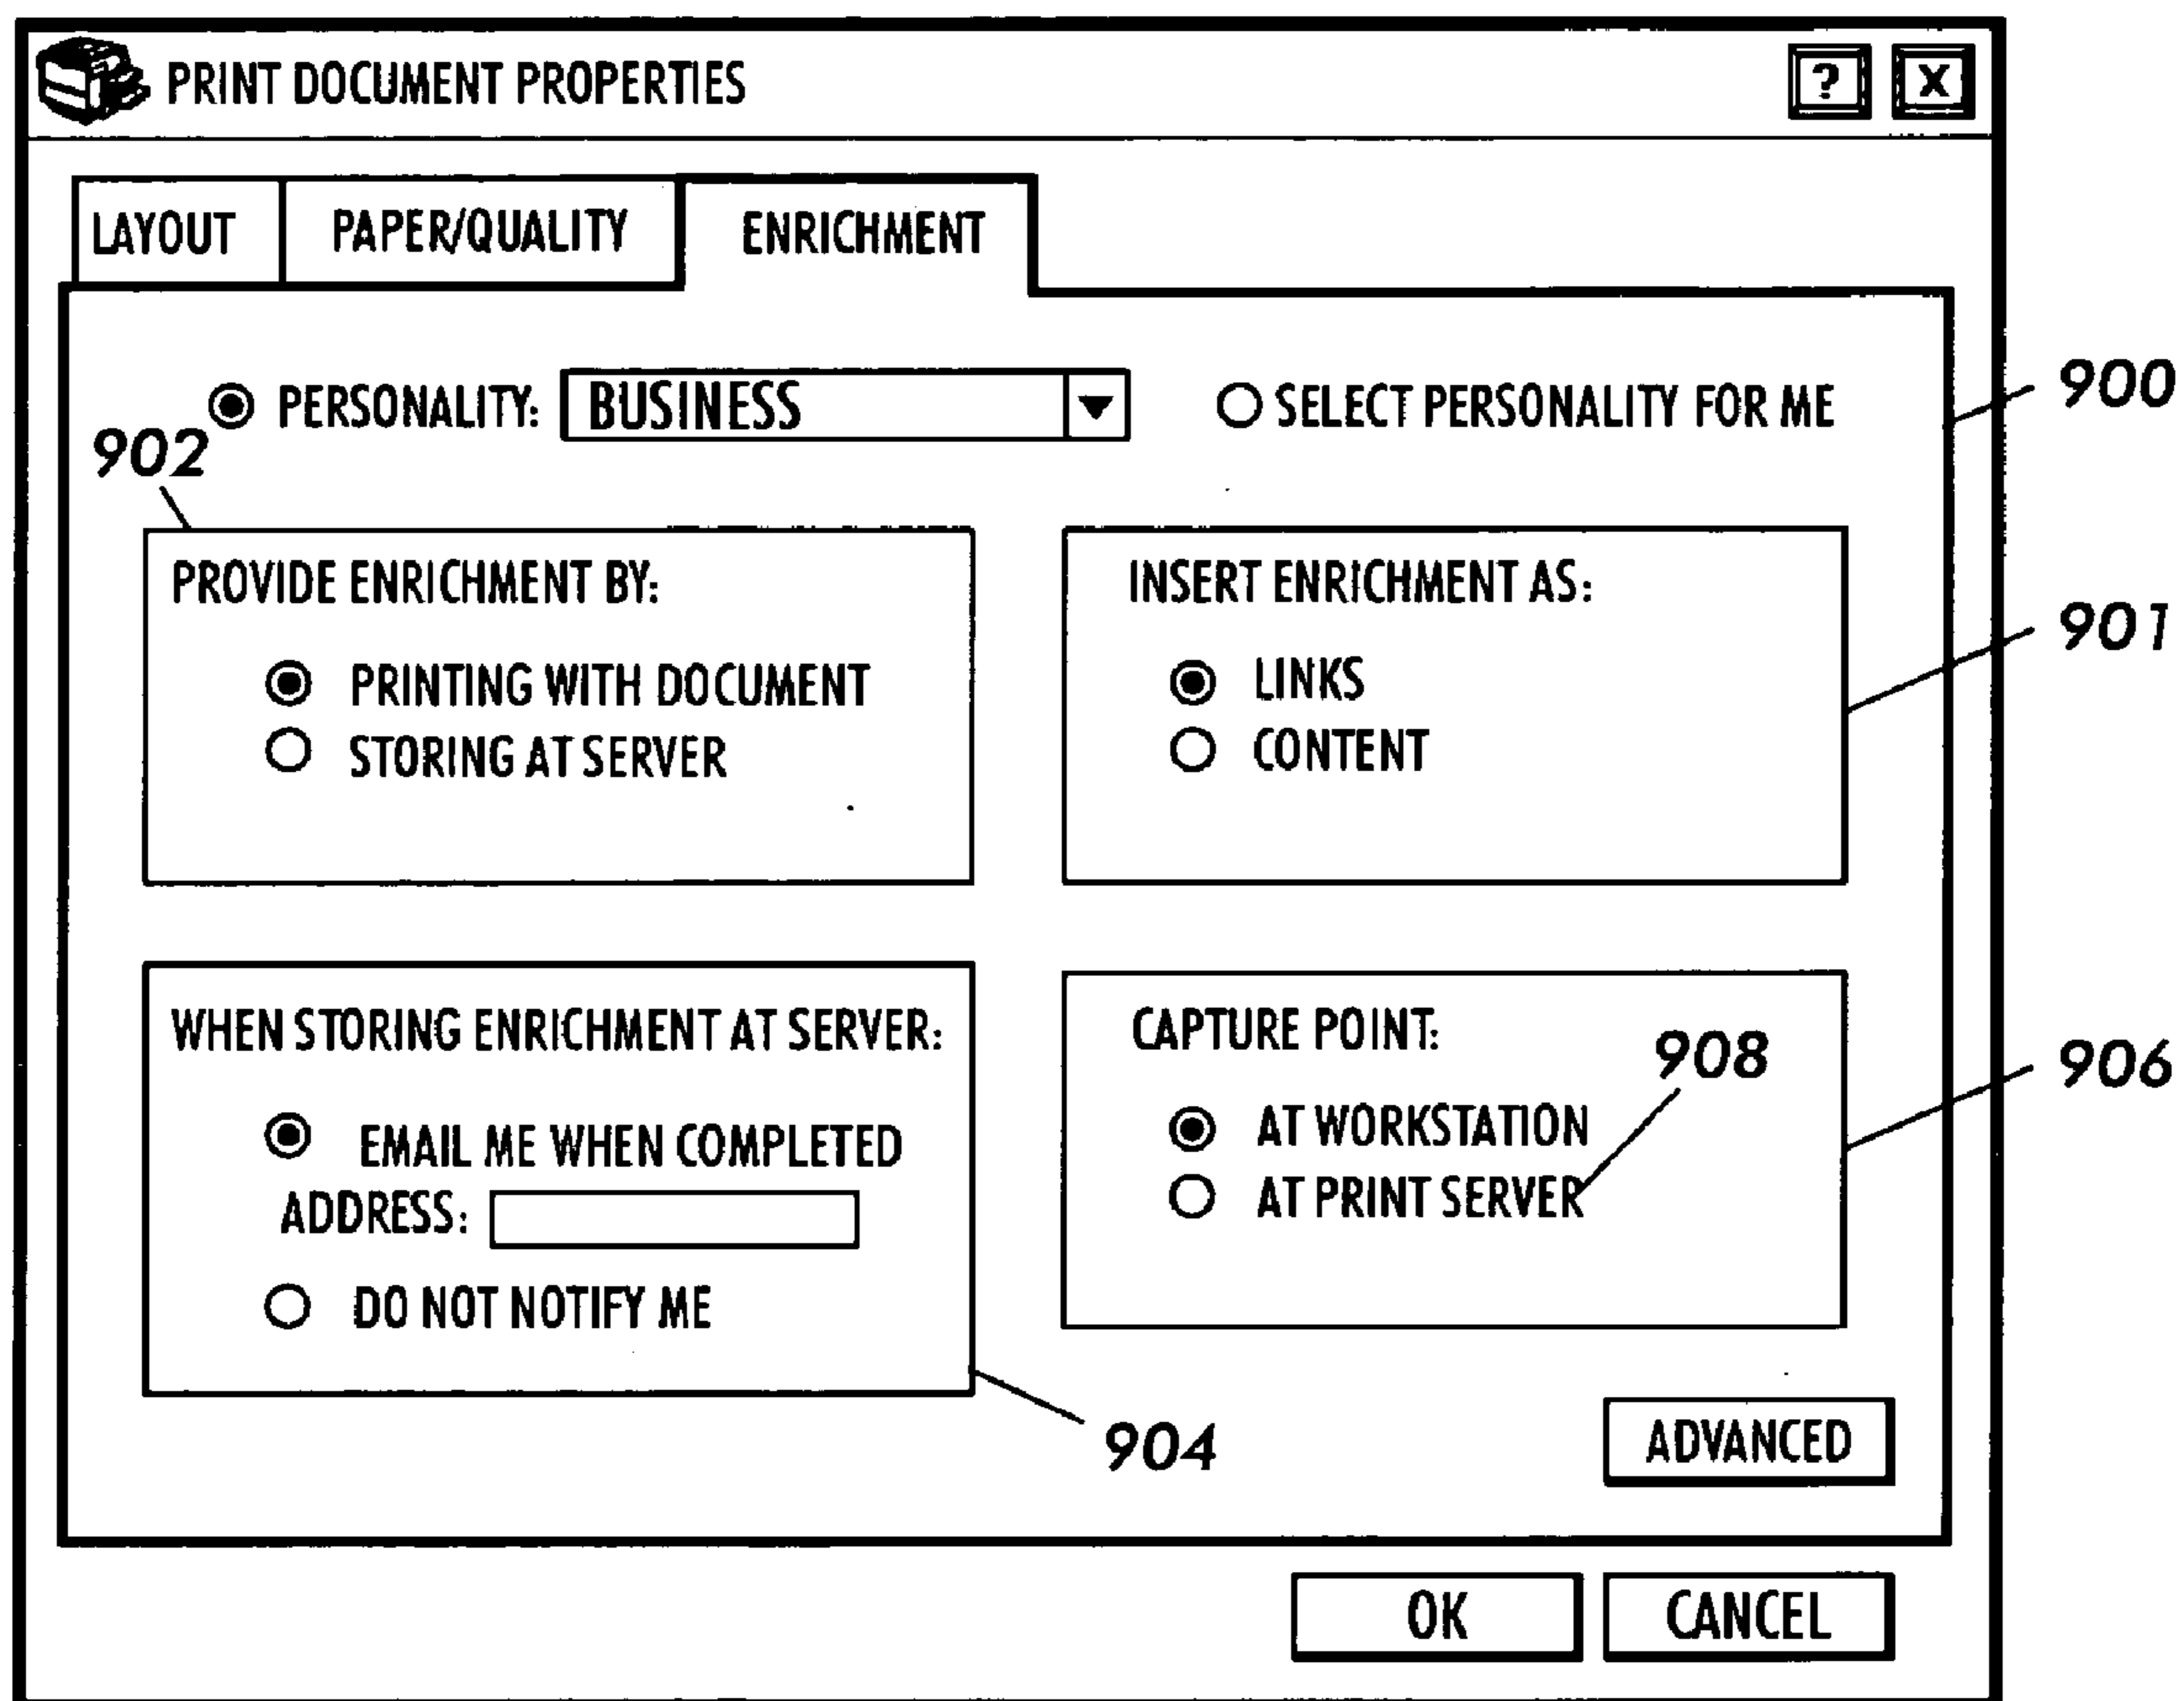 PRINT DOCUMENT PROPERTIES ? X
LAYOUT PAPER/QUALITY ENRICHMENT
PERSONALITY: BUSINESS SELECT PERSONALITY FOR ME
900
902
PROVIDE ENRICHMENT BY:
PRINTING WITH DOCUMENT
STORING AT SERVER
INSERT ENRICHMENT AS:
LINKS
CONTENT
901
WHEN STORING ENRICHMENT AT SERVER:
EMAIL ME WHEN COMPLETED
ADDRESS:
DO NOT NOTIFY ME
904
CAPTURE POINT:
908
AT WORKSTATION
AT PRINT SERVER
906
ADVANCED
OK CANCEL